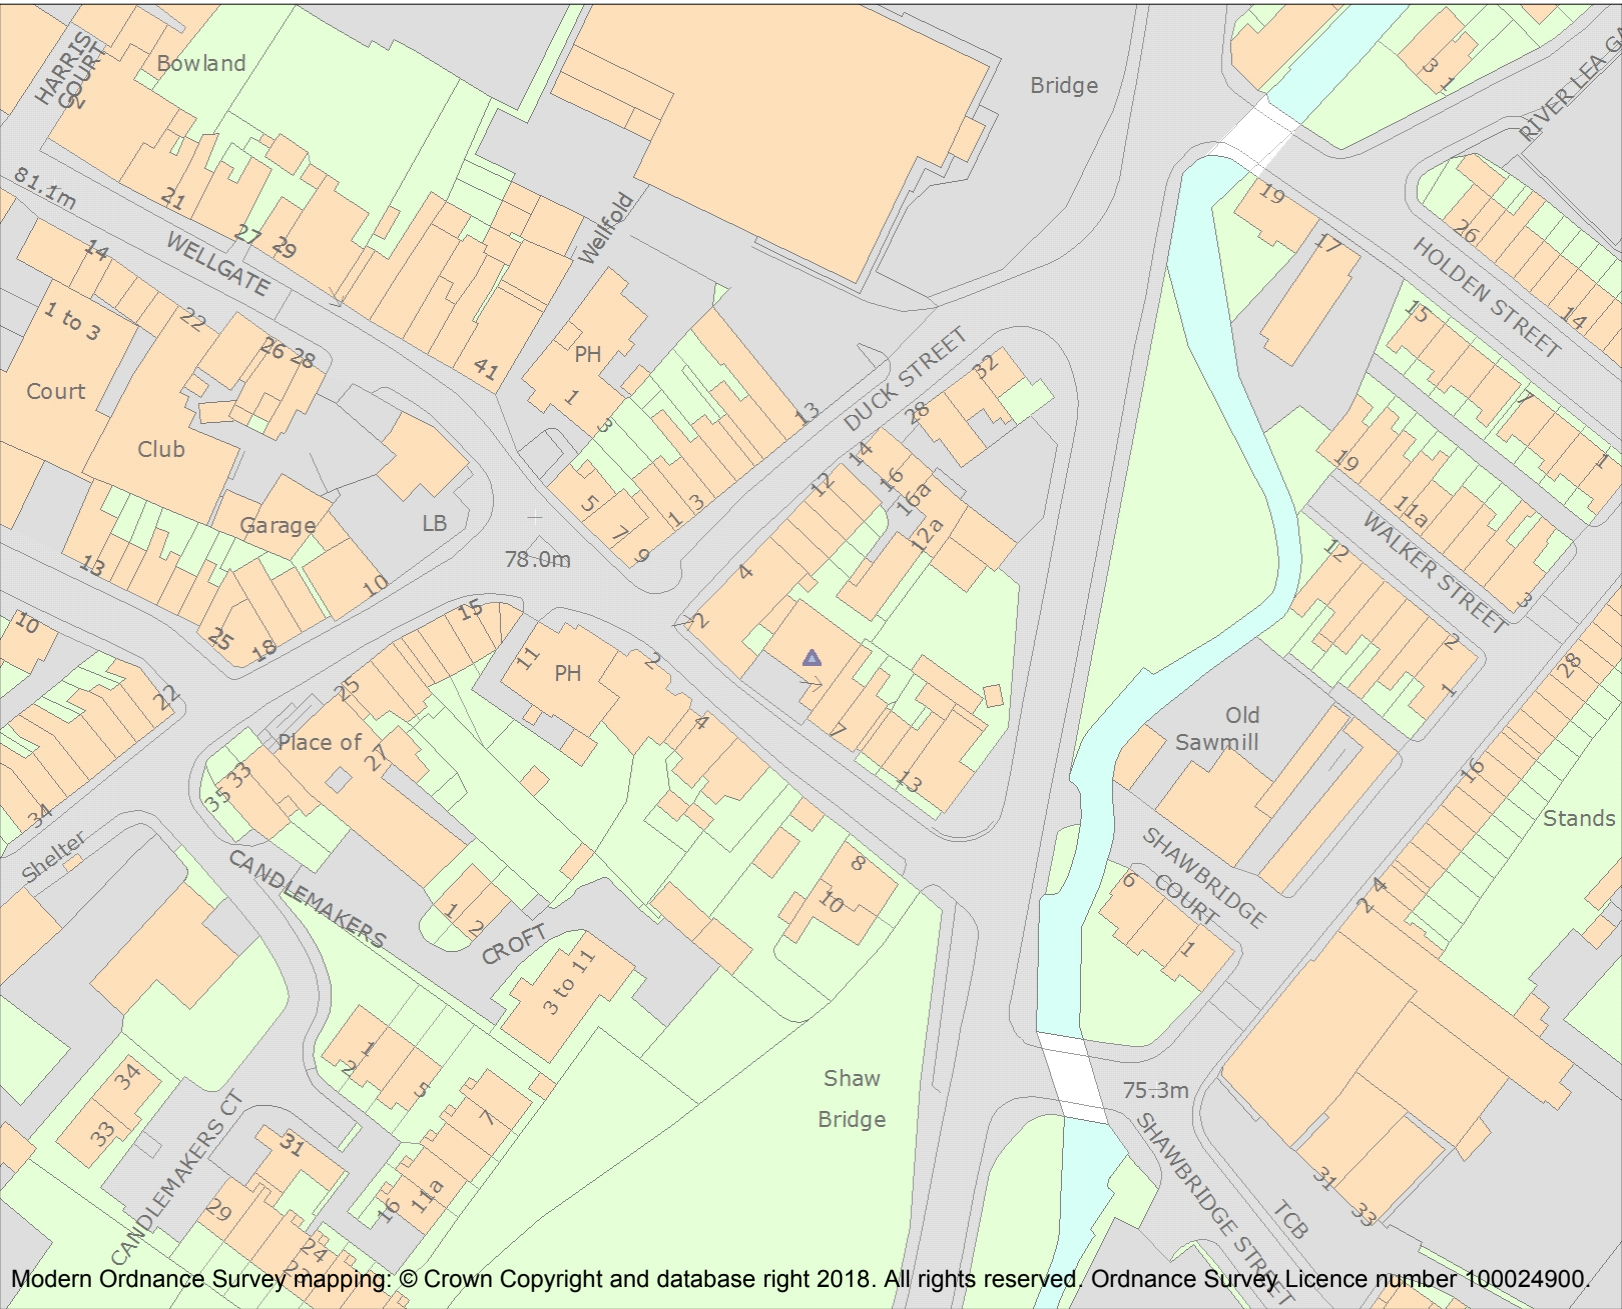 HARRIS
COURT
2
Bowland
Bridge
3
1
RIVER LEA GA
81.1m
21
27
29
WELLGATE
Wellfold
19
17
26
HOLDEN STREET
14
15
7
1
14
22
26
28
1 to 3
Court
Club
41
PH
1
3
13
DUCK STREET
32
28
14
16
16a
12
12a
5
7
9
1
3
4
2
Garage
LB
78.0m
13
25
18
10
19
11a
WALKER STREET
3
12
2
1
28
16
4
2
Old
Sawmill
Stands
10
22
34
15
11
PH
2
4
25
Place of
27
33
35
7
13
8
10
Shelter
CANDLEMAKERS
CROFT
1
2
3 to 11
SHAWBRIDGE
COURT
6
1
1
2
5
7
11a
16
34
33
31
29
24
CANDLEMAKERS CT
Shaw
Bridge
75.3m
SHAWBRIDGE STREET
TCB
31
33
Modern Ordnance Survey mapping: © Crown Copyright and database right 2018. All rights reserved. Ordnance Survey Licence number 100024900.